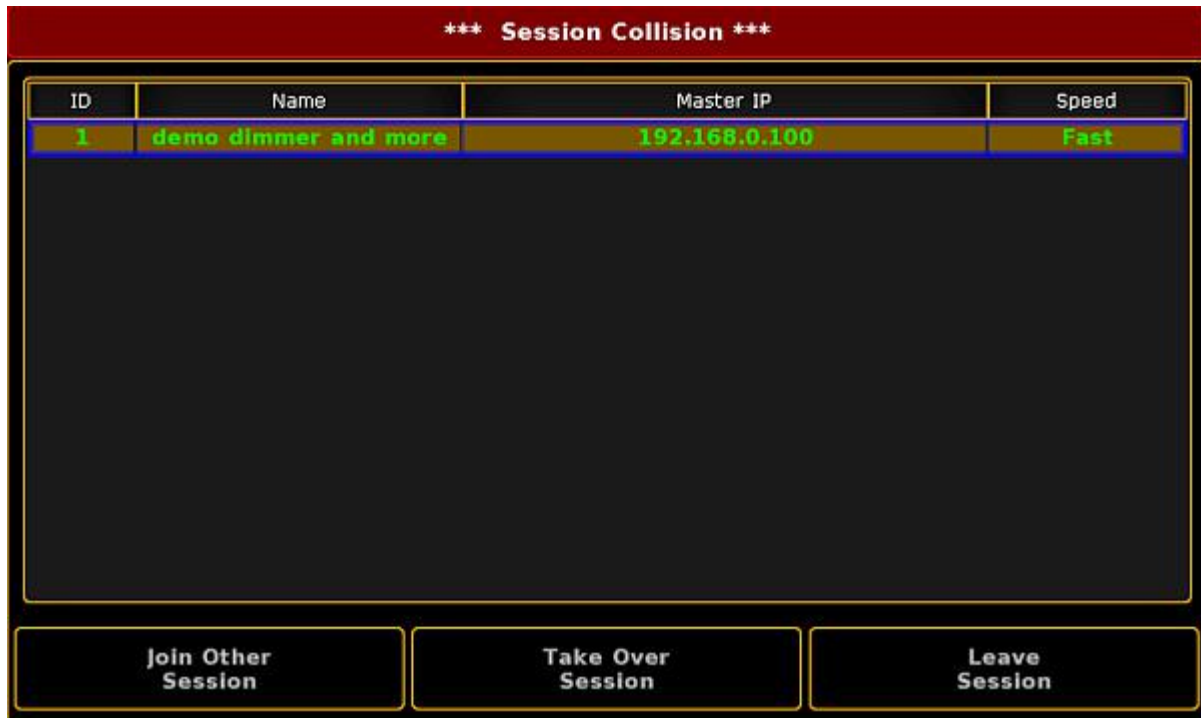 *** Session Collision ***
ID Name Master IP Speed
1 demo dimmer and more 192.168.0.100 Fast
Join Other
Session
Take Over
Session
Leave
Session